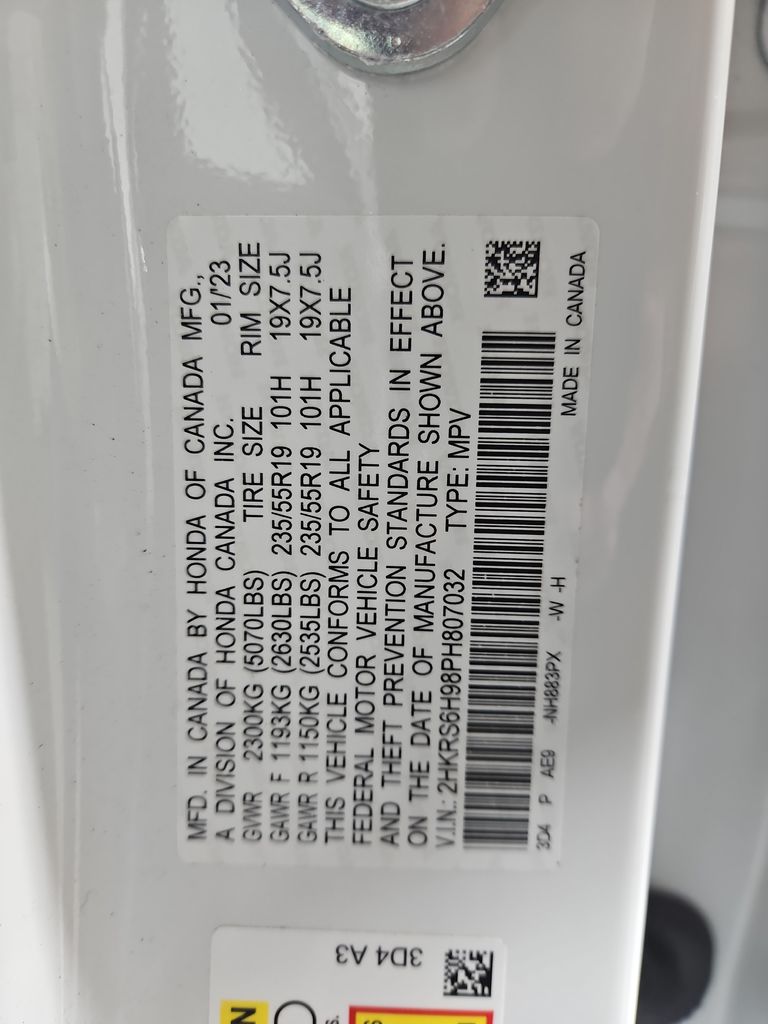 MFD. IN CANADA BY HONDA OF CANADA MFG.,
A DIVISION OF HONDA CANADA INC. 01/'23
GVWR 2300KG (5070LBS) TIRE SIZE RIM SIZE
GAWR F 1193KG (2630LBS) 235/55R19 101H 19X7.5J
GAWR R 1150KG (2535LBS) 235/55R19 101H 19X7.5J
THIS VEHICLE CONFORMS TO ALL APPLICABLE
FEDERAL MOTOR VEHICLE SAFETY
AND THEFT PREVENTION STANDARDS IN EFFECT
ON THE DATE OF MANUFACTURE SHOWN ABOVE.
V.I.N.: 2HKRS6H98PH807032 TYPE: MPV
3D4 P AE9 -NH883PX -W -H MADE IN CANADA
3D4 A3